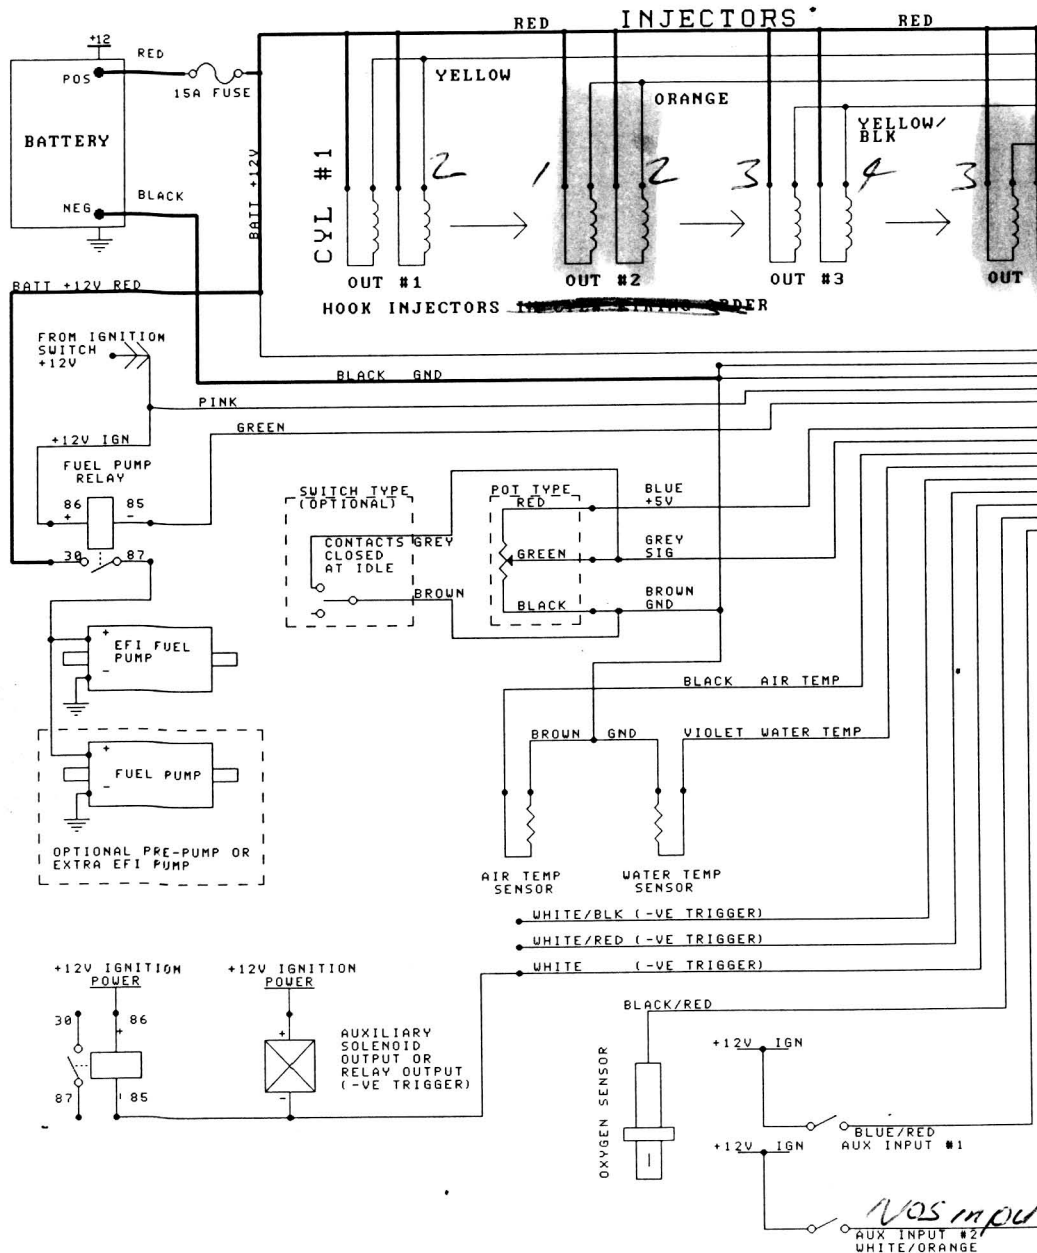 INJECTORS
RED
RED
+12
RED
POS
15A FUSE
BATTERY
BLACK
NEG
BATT +12V
CYL #1
YELLOW
ORANGE
YELLOW/
BLK
2
1
2
3
4
3
OUT #1
OUT #2
OUT #3
OUT
BATT +12V RED
HOOK INJECTORS
FROM IGNITION
SWITCH
+12V
BLACK GND
PINK
GREEN
+12V IGN
FUEL PUMP
RELAY
86
85
+
-
30
87
SWITCH TYPE
(OPTIONAL)
CONTACTS
CLOSED
AT IDLE
GREY
BROWN
POT TYPE
RED
GREEN
BLACK
BLUE
+5V
GREY
SIG
BROWN
GND
+
EFI FUEL
PUMP
-
+
FUEL PUMP
-
OPTIONAL PRE-PUMP OR
EXTRA EFI PUMP
BLACK AIR TEMP
BROWN GND
VIOLET WATER TEMP
AIR TEMP
SENSOR
WATER TEMP
SENSOR
WHITE/BLK (-VE TRIGGER)
WHITE/RED (-VE TRIGGER)
WHITE (-VE TRIGGER)
+12V IGNITION
POWER
+12V IGNITION
POWER
30
86
+
87
-
85
+
-
AUXILIARY
SOLENOID
OUTPUT OR
RELAY OUTPUT
(-VE TRIGGER)
BLACK/RED
OXYGEN SENSOR
+12V IGN
BLUE/RED
AUX INPUT #1
+12V IGN
NOS inpu
AUX INPUT #2
WHITE/ORANGE